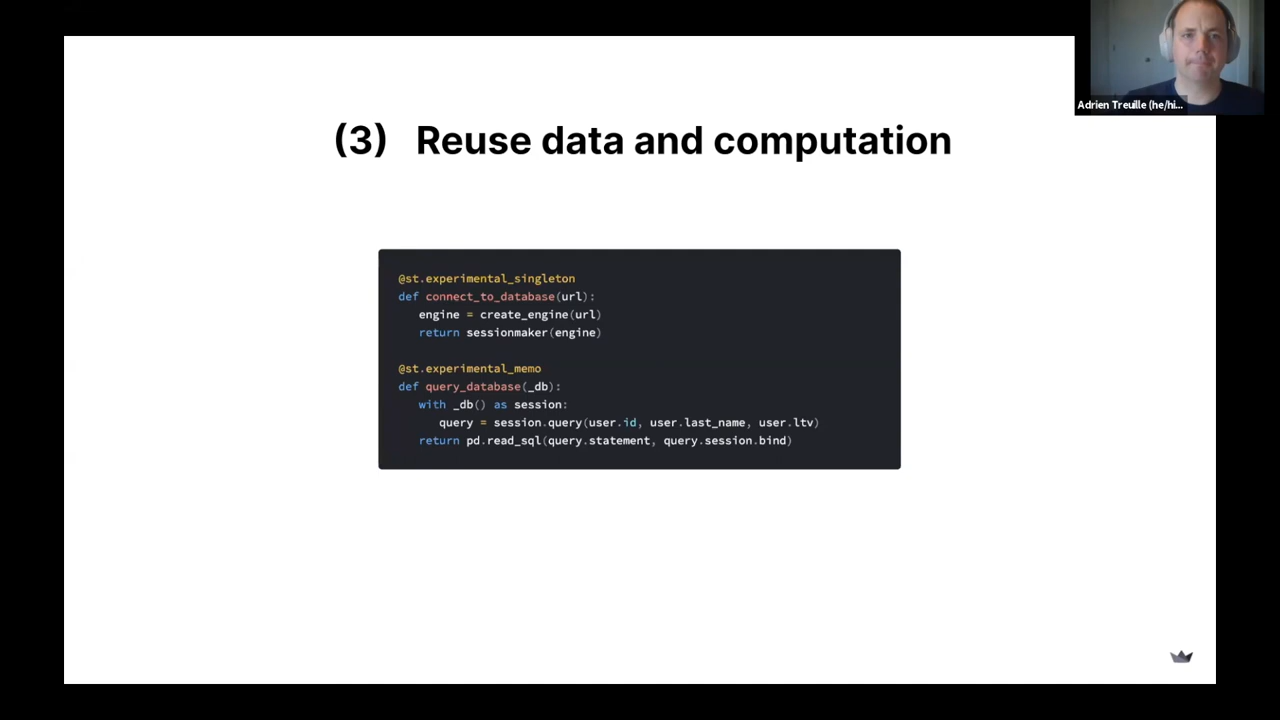 Adrien Treuille (he/hi...
(3) Reuse data and computation
@st.experimental_singleton
def connect_to_database(url):
engine = create_engine(url)
return sessionmaker(engine)
@st.experimental_memo
def query_database(_db):
with _db() as session:
query = session.query(user.id, user.last_name, user.ltv)
return pd.read_sql(query.statement, query.session.bind)